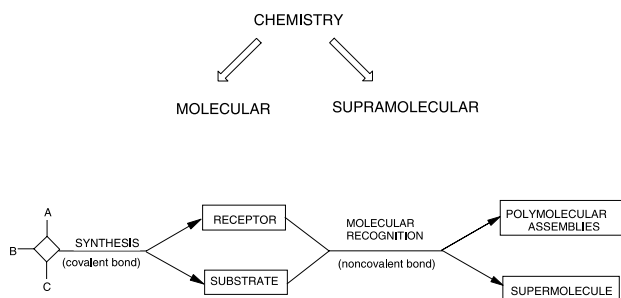 CHEMISTRY
MOLECULAR
SUPRAMOLECULAR
A
B
C
SYNTHESIS
(covalent bond)
RECEPTOR
SUBSTRATE
MOLECULAR
RECOGNITION
(noncovalent bond)
POLYMOLECULAR
ASSEMBLIES
SUPERMOLECULE